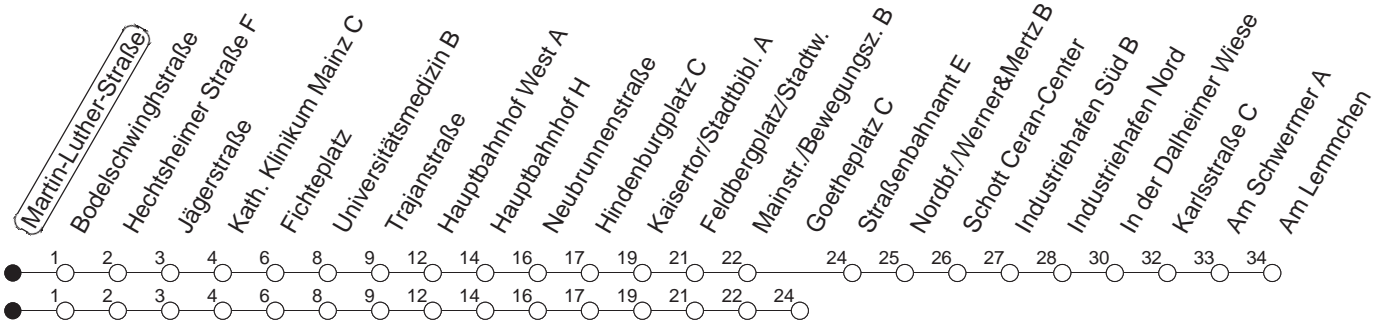 Martin-Luther-Straße
Bodelschwinghstraße
Hechtsheimer Straße F
Jägerstraße
Kath. Klinikum Mainz C
Fichteplatz
Universitätsmedizin B
Trajanstraße
Hauptbahnhof West A
Hauptbahnhof H
Neubrunnenstraße
Hindenburgplatz C
Kaisertor/Stadtbibl. A
Feldbergplatz/Stadtw.
Mainstr./Bewegungsz. B
Goetheplatz C
Straßenbahnamt E
Nordbf./Werner&Mertz B
Schott Ceran-Center
Industriehafen Süd B
Industriehafen Nord
In der Dalheimer Wiese
Karlsstraße C
Am Schwermer A
Am Lemmchen
1 2 3 4 6 8 9 12 14 16 17 19 21 22 24 25 26 27 28 30 32 33 34
1 2 3 4 6 8 9 12 14 16 17 19 21 22 24